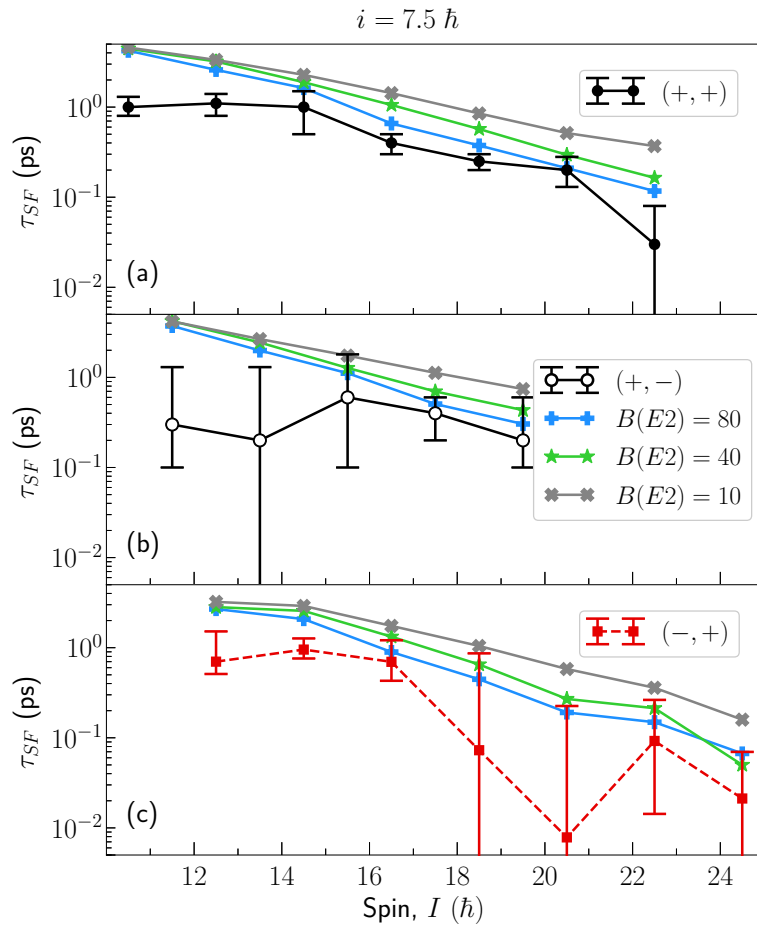 i = 7.5 ħ
τ_SF (ps)
10^0
10^−1
10^−2
(+, +)
(a)
τ_SF (ps)
10^0
10^−1
10^−2
(+, −)
B(E2) = 80
B(E2) = 40
B(E2) = 10
(b)
τ_SF (ps)
10^0
10^−1
10^−2
(−, +)
(c)
12 14 16 18 20 22 24
Spin, I (ħ)